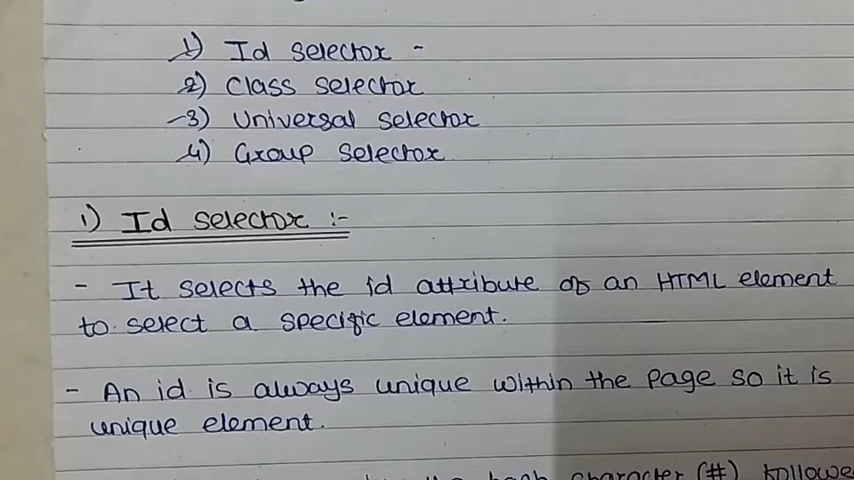 1) Id selector -
2) Class selector
3) Universal selector
4) Group selector
1) Id selector :-
- It selects the id attribute of an HTML element
to select a specific element.
- An id is always unique within the page so it is
unique element.
the hash character (#) followe